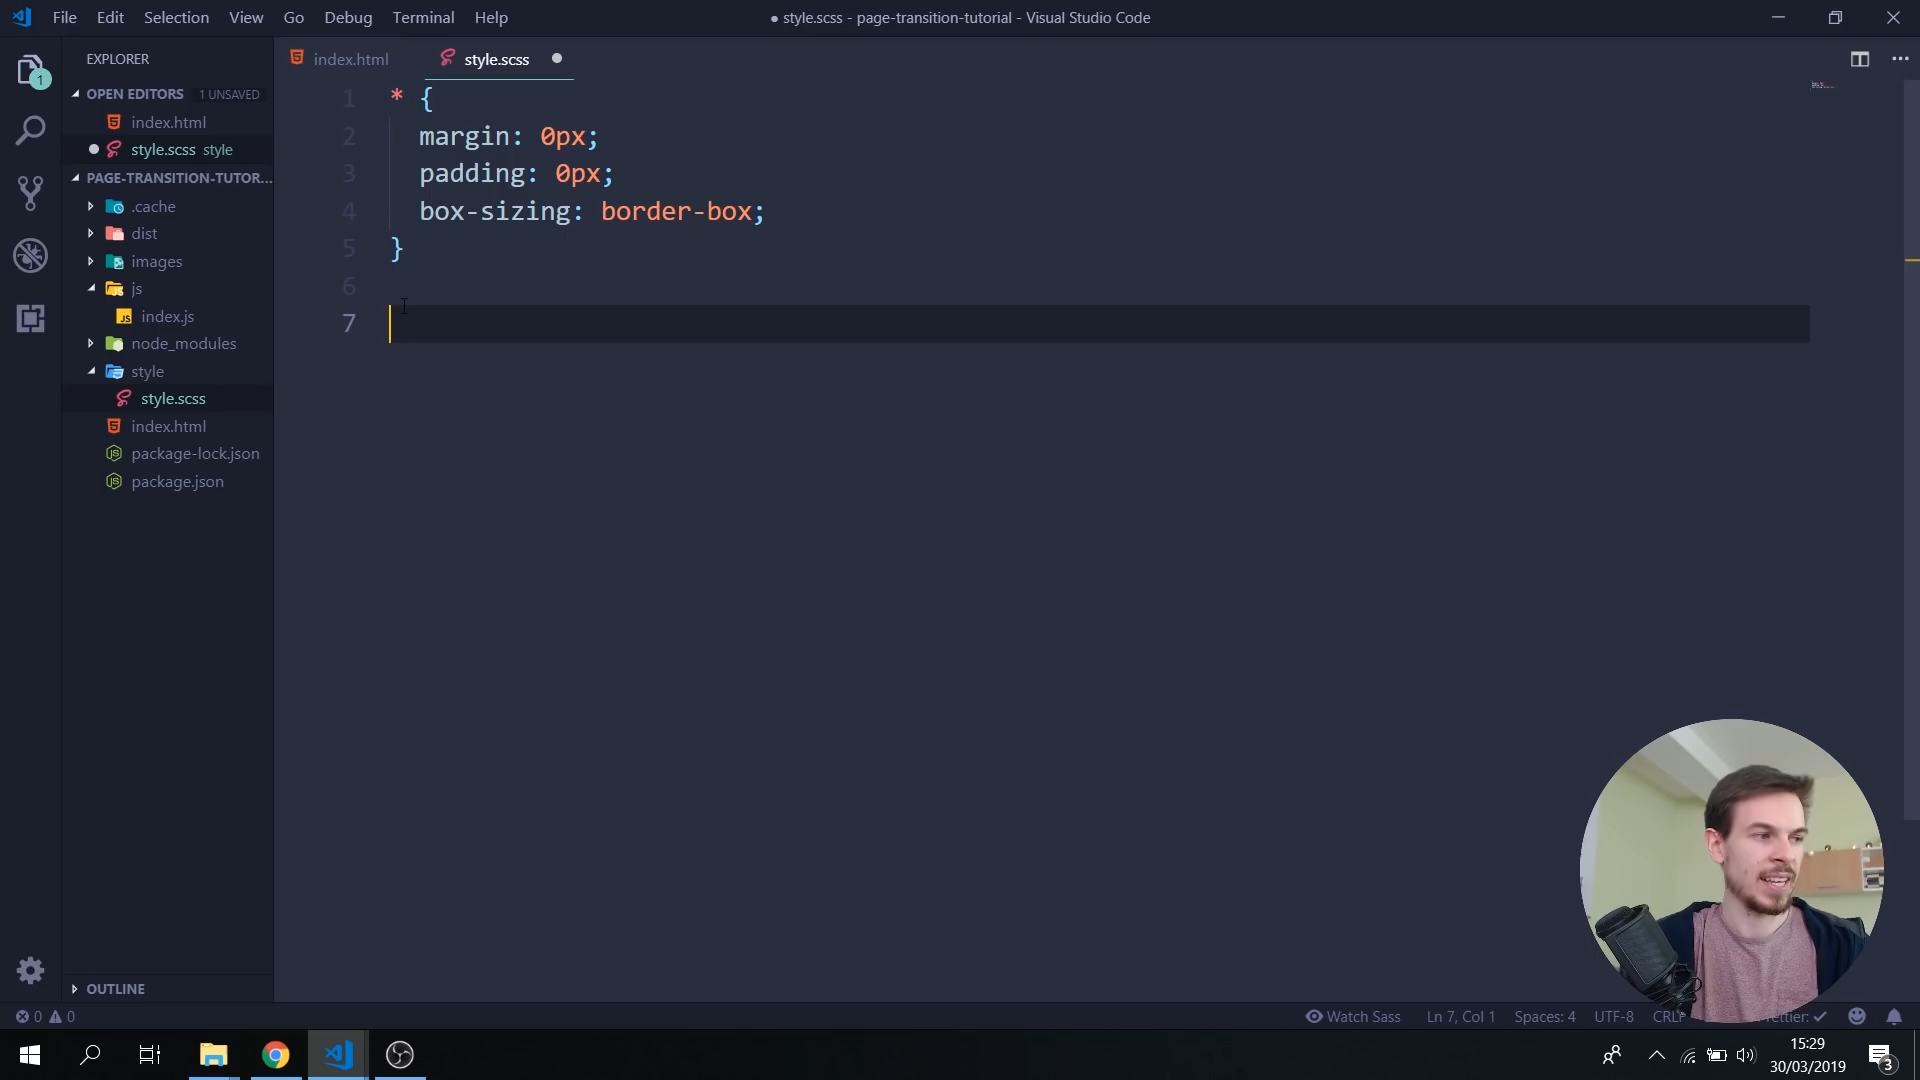 File Edit Selection View Go Debug Terminal Help
● style.scss - page-transition-tutorial - Visual Studio Code
EXPLORER
index.html
style.scss
1
OPEN EDITORS 1 UNSAVED
index.html
style.scss style
PAGE-TRANSITION-TUTOR...
.cache
dist
images
js
index.js
node_modules
style
style.scss
index.html
package-lock.json
package.json
OUTLINE
1 * {
2 margin: 0px;
3 padding: 0px;
4 box-sizing: border-box;
5 }
6
7
0 0
Watch Sass Ln 7, Col 1 Spaces: 4 UTF-8 CRLF
15:29
30/03/2019
3